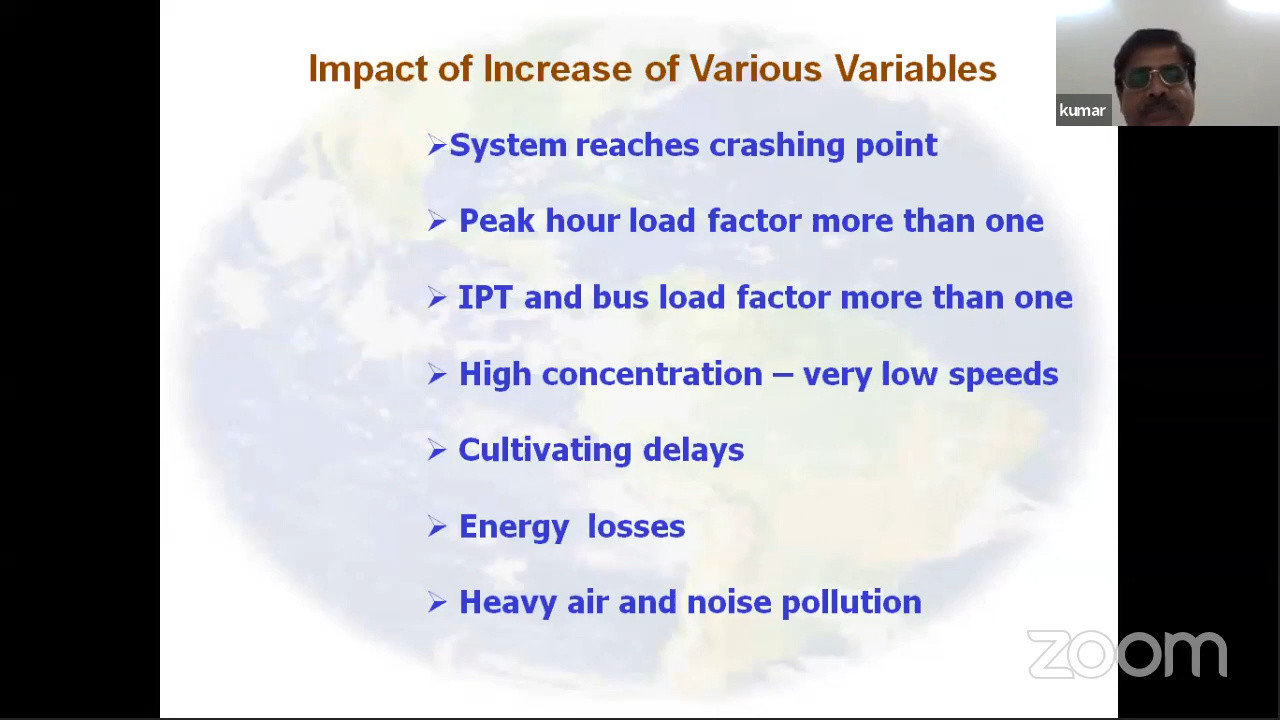 Impact of Increase of Various Variables
kumar
System reaches crashing point
Peak hour load factor more than one
IPT and bus load factor more than one
High concentration – very low speeds
Cultivating delays
Energy losses
Heavy air and noise pollution
zoom